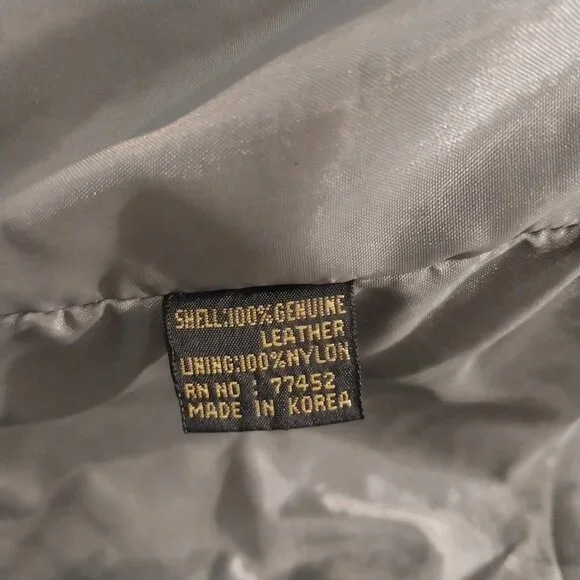 SHELL:100%GENUINE
LEATHER
LINING:100%NYLON
RN NO : 77452
MADE IN KOREA